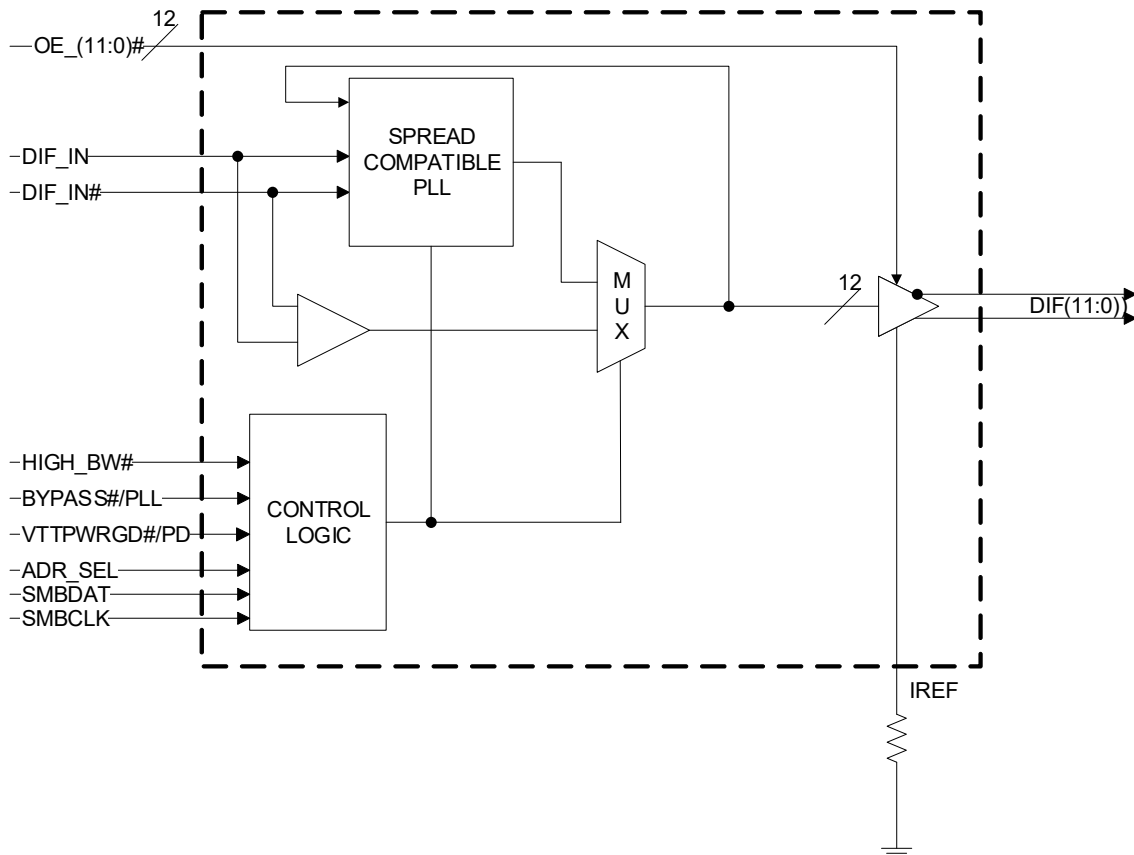 12
OE_(11:0)#
DIF_IN
DIF_IN#
SPREAD
COMPATIBLE
PLL
M
U
X
12
DIF(11:0))
HIGH_BW#
BYPASS#/PLL
VTTPWRGD#/PD
ADR_SEL
SMBDAT
SMBCLK
CONTROL
LOGIC
IREF